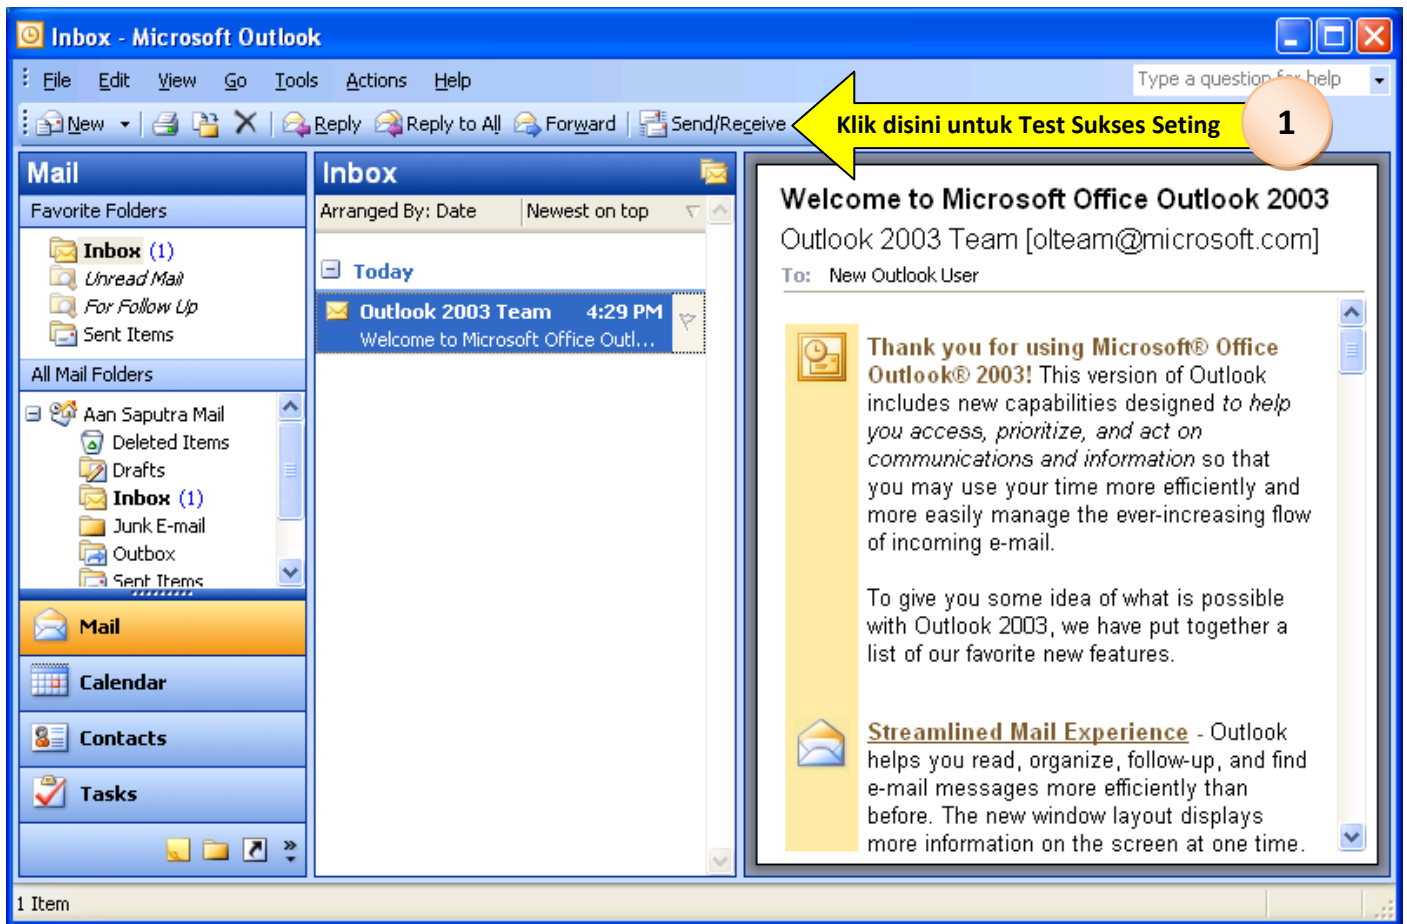 Inbox - Microsoft Outlook
File Edit View Go Tools Actions Help
Type a question for help
New Reply Reply to All Forward Send/Receive
Klik disini untuk Test Sukses Seting
1
Mail
Favorite Folders
Inbox (1)
Unread Mail
For Follow Up
Sent Items
All Mail Folders
Aan Saputra Mail
Deleted Items
Drafts
Inbox (1)
Junk E-mail
Outbox
Sent Items
Mail
Calendar
Contacts
Tasks
Inbox
Arranged By: Date Newest on top
Today
Outlook 2003 Team 4:29 PM
Welcome to Microsoft Office Outl...
Welcome to Microsoft Office Outlook 2003
Outlook 2003 Team [olteam@microsoft.com]
To: New Outlook User
Thank you for using Microsoft® Office
Outlook® 2003! This version of Outlook
includes new capabilities designed to help
you access, prioritize, and act on
communications and information so that
you may use your time more efficiently and
more easily manage the ever-increasing flow
of incoming e-mail.
To give you some idea of what is possible
with Outlook 2003, we have put together a
list of our favorite new features.
Streamlined Mail Experience - Outlook
helps you read, organize, follow-up, and find
e-mail messages more efficiently than
before. The new window layout displays
more information on the screen at one time.
1 Item